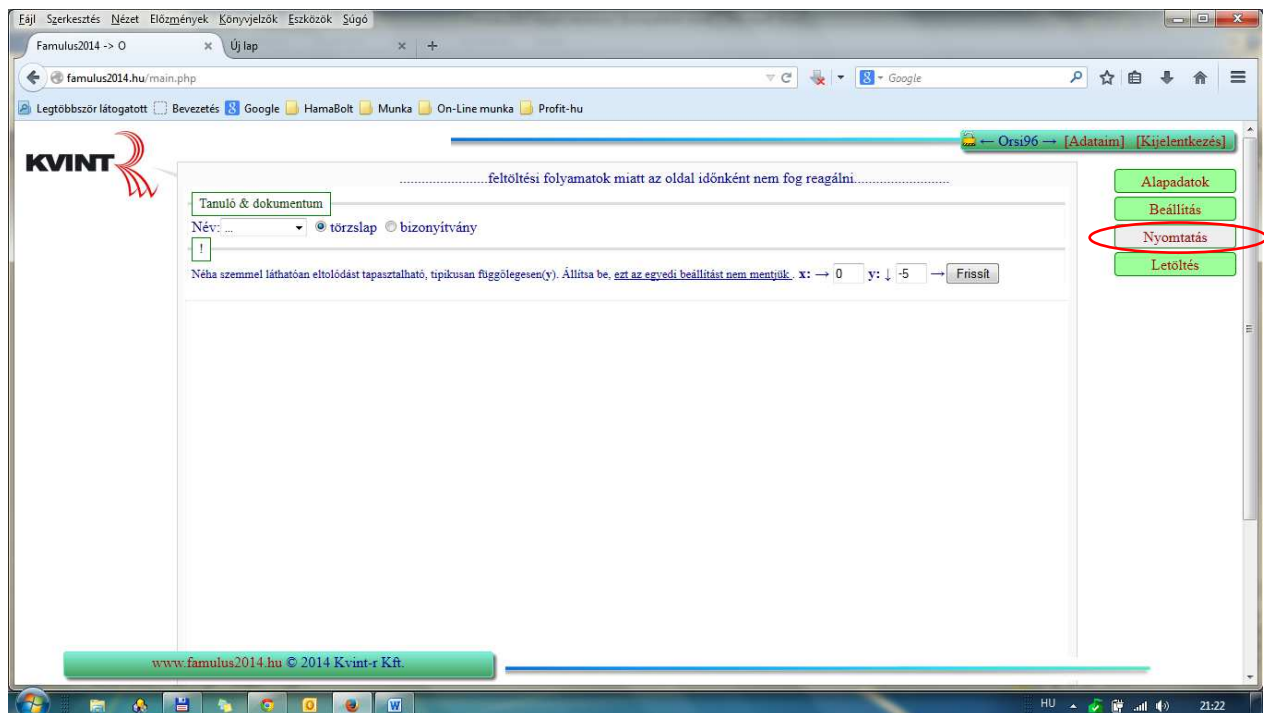 Fájl Szerkesztés Nézet Előzmények Könyvjelzők Eszközök Súgó
Famulus2014 -> O
Új lap
famulus2014.hu/main.php
Google
Legtöbbször látogatott Bevezetés Google HamaBolt Munka On-Line munka Profit-hu
KVINT
← Orsi96 → [Adataim] [Kijelentkezés]
........................feltöltési folyamatok miatt az oldal időnként nem fog reagálni..........................
Alapadatok
Beállítás
Nyomtatás
Letöltés
Tanuló & dokumentum
Név: ... törzslap bizonyítvány
!
Néha szemmel láthatóan eltolódást tapasztalható, tipikusan függölegesen(y). Állítsa be, ezt az egyedi beállítást nem mentjük . x: → 0 y: ↓ -5 → Frissít
www.famulus2014.hu © 2014 Kvint-r Kft.
HU 21:22